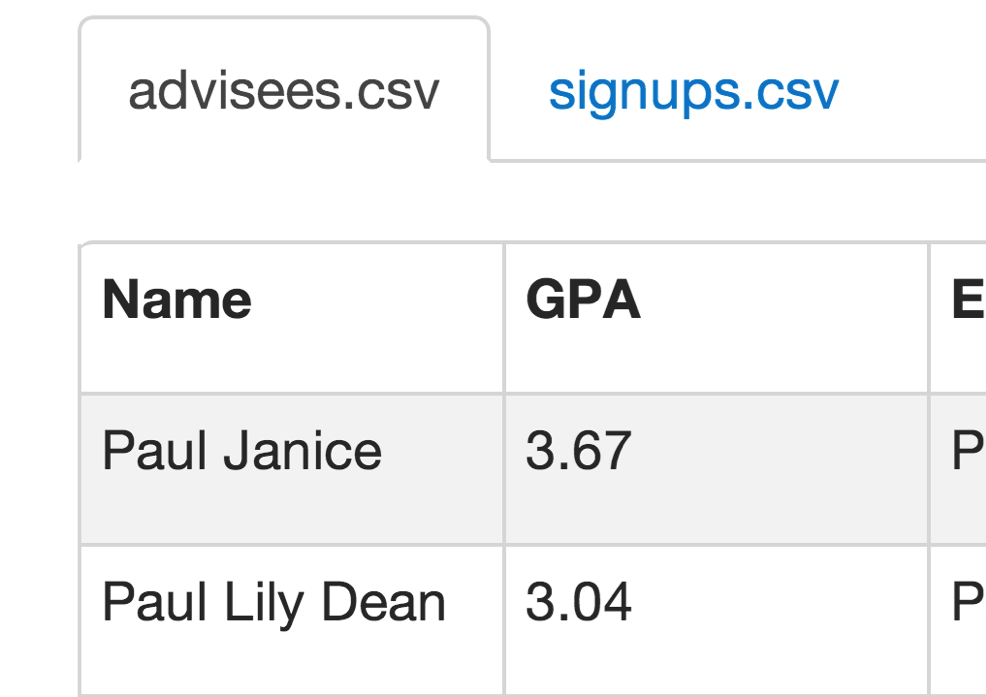 advisees.csv signups.csv
Name GPA E
Paul Janice 3.67 P
Paul Lily Dean 3.04 P